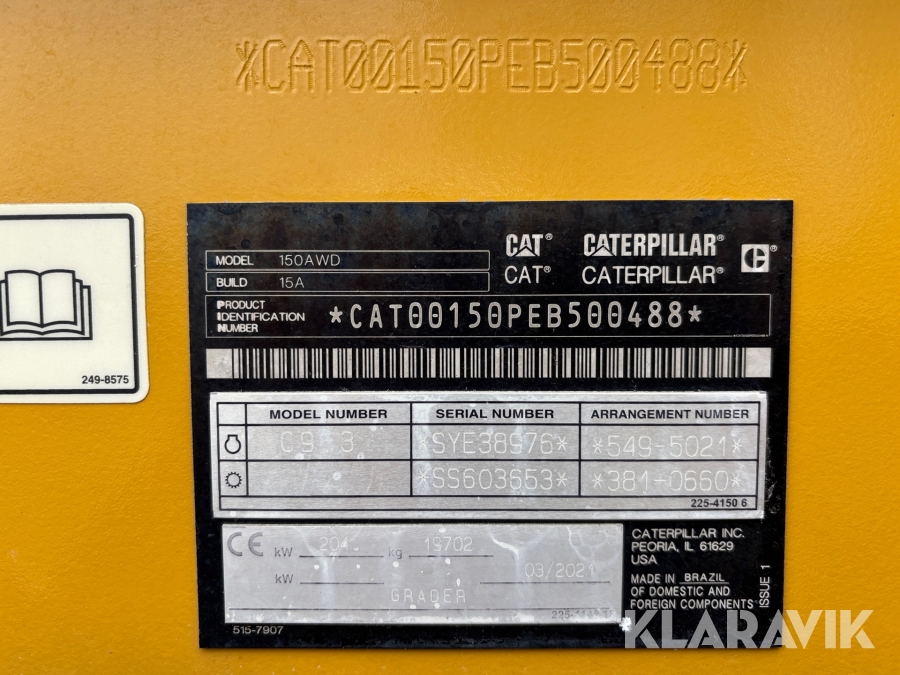 *CAT00150PEB500488*
CAT® CATERPILLAR®
MODEL 150AWD
CAT® CATERPILLAR®
BUILD 15A
PRODUCT
IDENTIFICATION
NUMBER
*CAT00150PEB500488*
249-8575
MODEL NUMBER SERIAL NUMBER ARRANGEMENT NUMBER
*SYE38976* *549-5021*
*SS603653* *381-0660*
225-4150 6
CE kW 204 kg 19702
kW 03/2021
GRADER
515-7907
CATERPILLAR INC.
PEORIA, IL 61629
USA
MADE IN BRAZIL
OF DOMESTIC AND
FOREIGN COMPONENTS
ISSUE 1
KLARAVIK